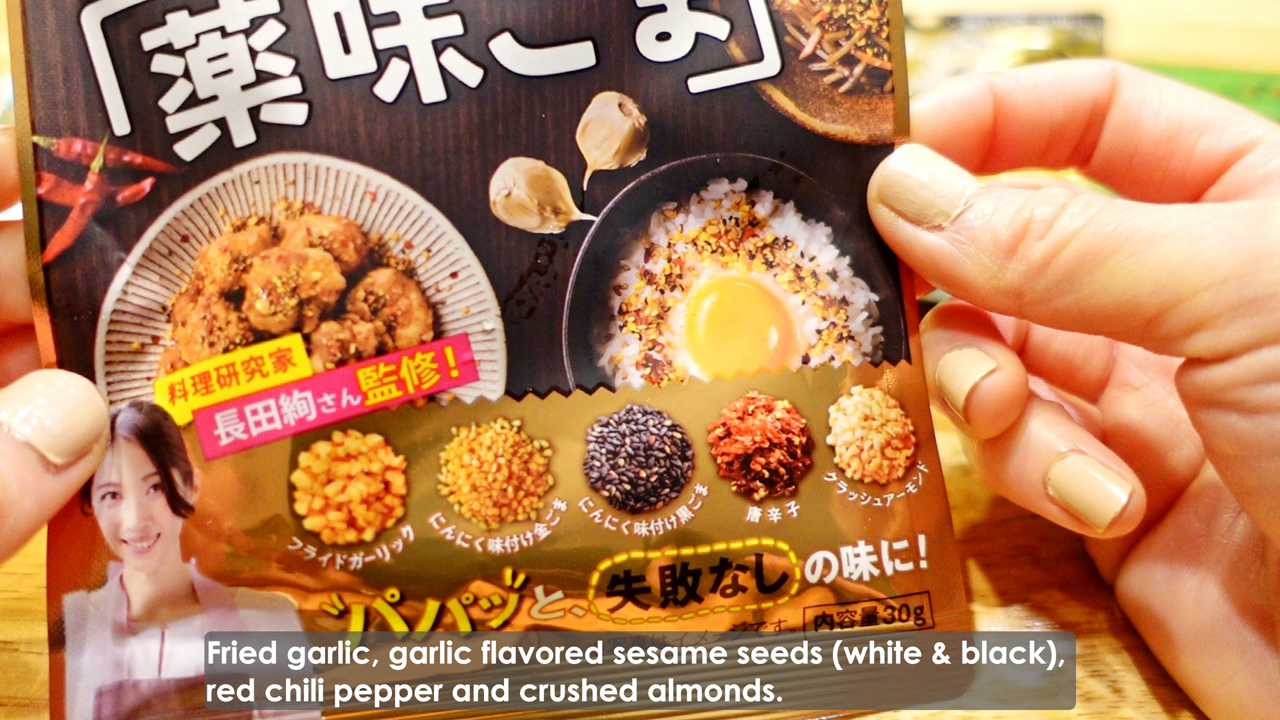 「薬味ごま」
料理研究家
長田絢さん監修!
フライドガーリック
にんにく味付け金ごま
にんにく味付け黒ごま
唐辛子
クラッシュアーモンド
パパッと、失敗なしの味に!
内容量30g
Fried garlic, garlic flavored sesame seeds (white & black),
red chili pepper and crushed almonds.